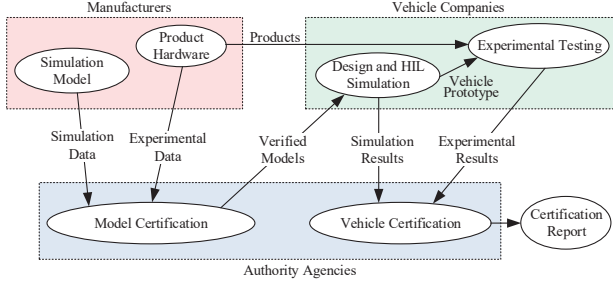 Manufacturers
Vehicle Companies
Product
Hardware
Products
Experimental Testing
Simulation
Model
Design and HIL
Simulation
Vehicle
Prototype
Simulation
Data
Experimental
Data
Verified
Models
Simulation
Results
Experimental
Results
Model Certification
Vehicle Certification
Certification
Report
Authority Agencies